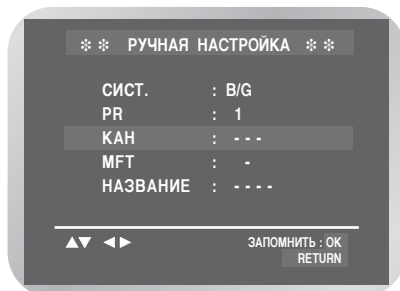 ❉ ❉ РУЧНАЯ НАСТРОЙКА ❉ ❉
СИСТ. : B/G
PR : 1
КАН : - - -
MFT : -
НАЗВАНИЕ : - - - -
▲▼ ◀▶ ЗАПОМНИТЬ : OK
RETURN